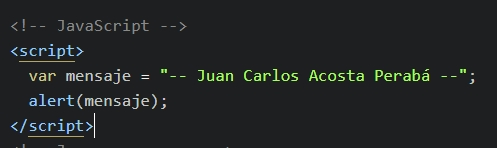 <!-- JavaScript -->
<script>
var mensaje = "-- Juan Carlos Acosta Perabá --";
alert(mensaje);
</script>